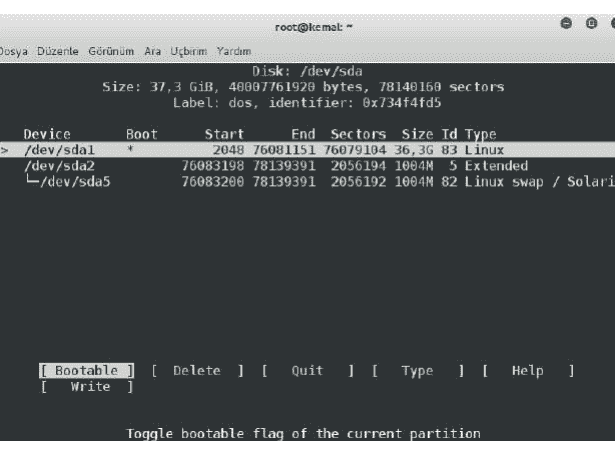 root@kemal: ~
Dosya Düzenle Görünüm Ara Uçbirim Yardım
Disk: /dev/sda
Size: 37,3 GiB, 40007761920 bytes, 78140160 sectors
Label: dos, identifier: 0x734f4fd5
Device Boot Start End Sectors Size Id Type
> /dev/sda1 * 2048 76081151 76079104 36,3G 83 Linux
/dev/sda2 76083198 78139391 2056194 1004M 5 Extended
└─/dev/sda5 76083200 78139391 2056192 1004M 82 Linux swap / Solari
[ Bootable ] [ Delete ] [ Quit ] [ Type ] [ Help ]
[ Write ]
Toggle bootable flag of the current partition